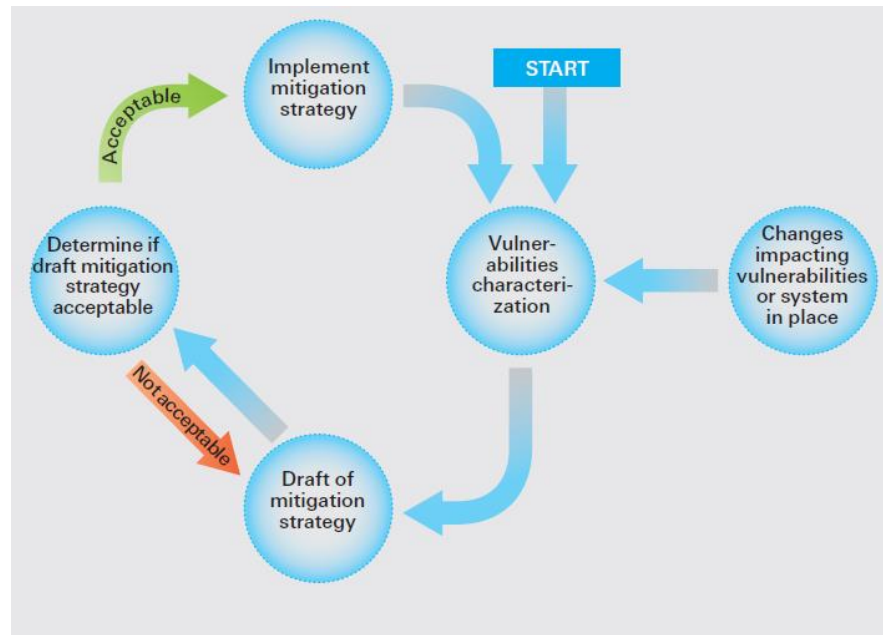 Implement
mitigation
strategy
START
Acceptable
Determine if
draft mitigation
strategy
acceptable
Vulner-
abilities
characteri-
zation
Changes
impacting
vulnerabilities
or system
in place
Not acceptable
Draft of
mitigation
strategy